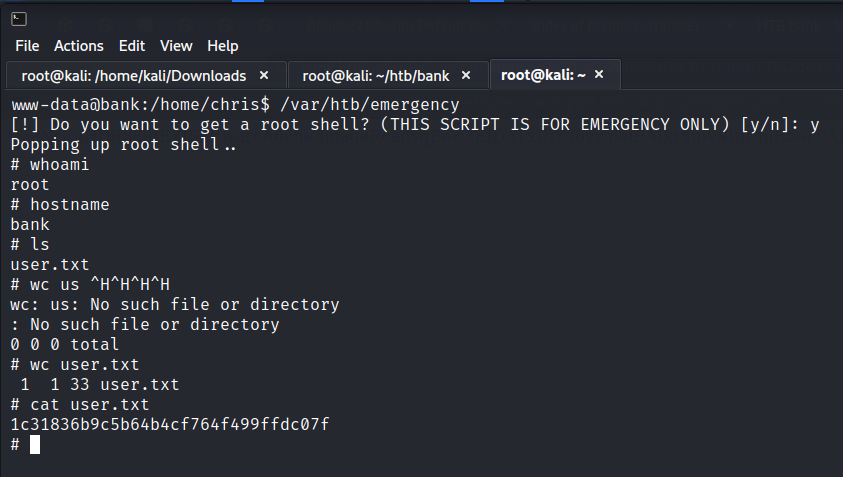 File Actions Edit View Help
root@kali: /home/kali/Downloads × root@kali: ~/htb/bank × root@kali: ~ ×
www-data@bank:/home/chris$ /var/htb/emergency
[!] Do you want to get a root shell? (THIS SCRIPT IS FOR EMERGENCY ONLY) [y/n]: y
Popping up root shell..
# whoami
root
# hostname
bank
# ls
user.txt
# wc us ^H^H^H^H
wc: us: No such file or directory
: No such file or directory
0 0 0 total
# wc user.txt
 1  1 33 user.txt
# cat user.txt
1c31836b9c5b64b4cf764f499ffdc07f
#